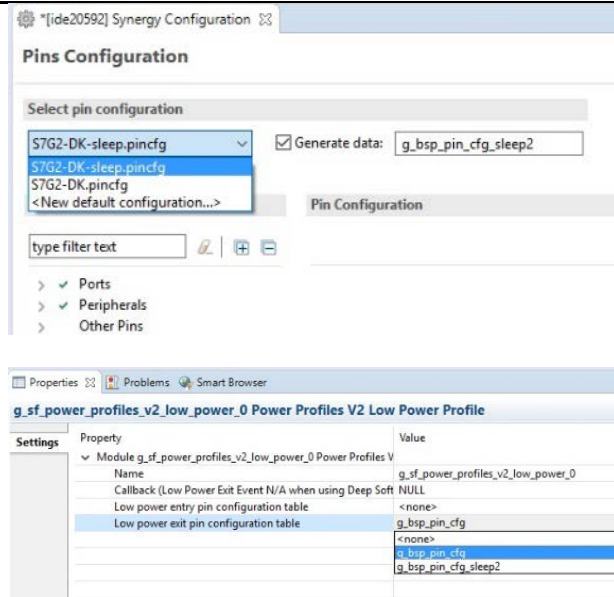 *[ide20592] Synergy Configuration
Pins Configuration
Select pin configuration
S7G2-DK-sleep.pincfg Generate data: g_bsp_pin_cfg_sleep2
S7G2-DK-sleep.pincfg
S7G2-DK.pincfg
<New default configuration...>
Pin Configuration
type filter text
Ports
Peripherals
Other Pins
Properties Problems Smart Browser
g_sf_power_profiles_v2_low_power_0 Power Profiles V2 Low Power Profile
Settings Property Value
Module g_sf_power_profiles_v2_low_power_0 Power Profiles V
Name g_sf_power_profiles_v2_low_power_0
Callback (Low Power Exit Event N/A when using Deep Soft NULL
Low power entry pin configuration table <none>
Low power exit pin configuration table g_bsp_pin_cfg
<none>
g_bsp_pin_cfg
g_bsp_pin_cfg_sleep2